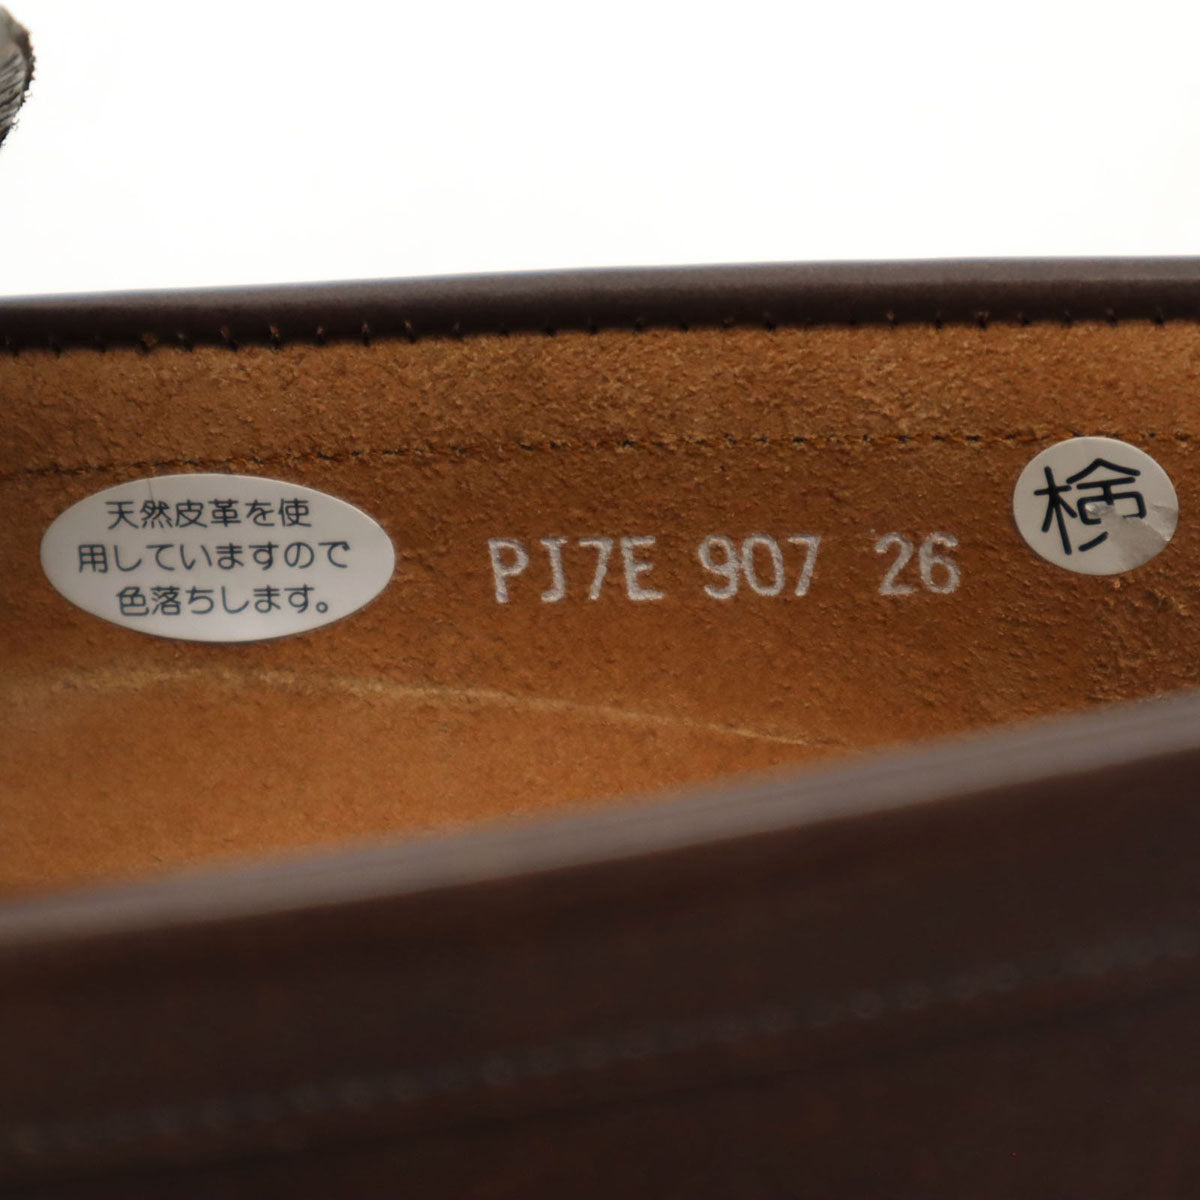 天然皮革を使
用していますので
色落ちします。
PJ7E 907 26
検